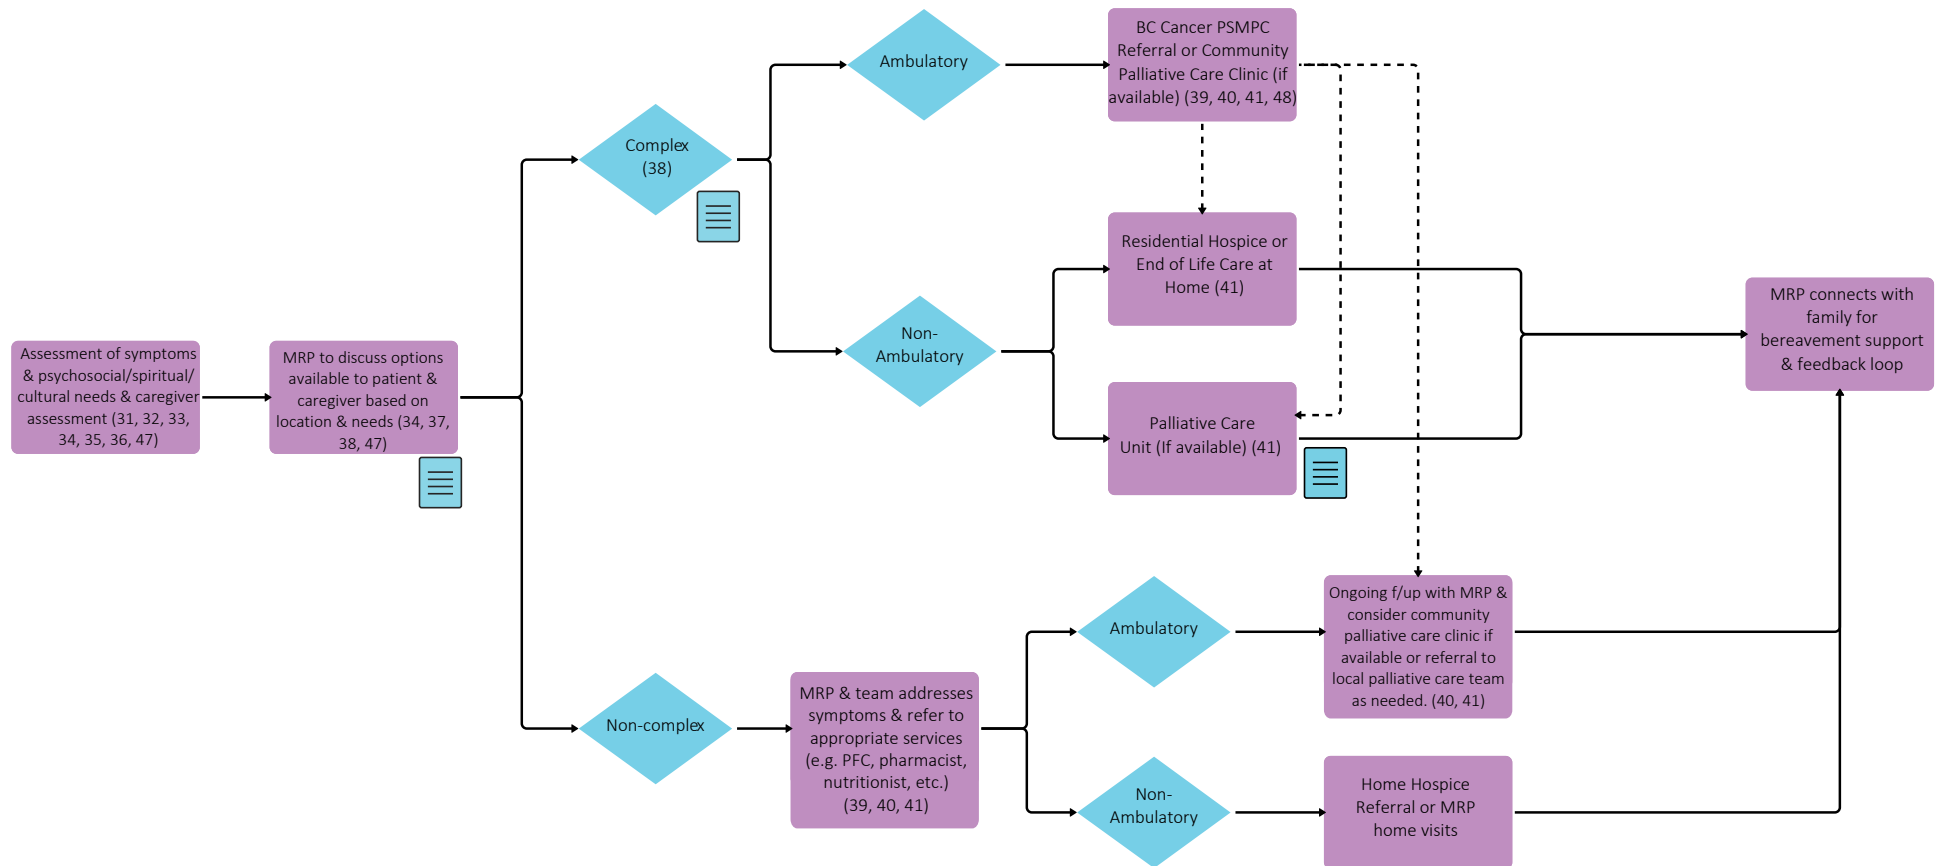 Assessment of symptoms
& psychosocial/spiritual/
cultural needs & caregiver
assessment (31, 32, 33,
34, 35, 36, 47)
MRP to discuss options
available to patient &
caregiver based on
location & needs (34, 37,
38, 47)
Complex
(38)
Ambulatory
BC Cancer PSMPC
Referral or Community
Palliative Care Clinic (if
available) (39, 40, 41, 48)
Non-
Ambulatory
Residential Hospice or
End of Life Care at
Home (41)
Palliative Care
Unit (If available) (41)
MRP connects with
family for
bereavement support
& feedback loop
Non-complex
MRP & team addresses
symptoms & refer to
appropriate services
(e.g. PFC, pharmacist,
nutritionist, etc.)
(39, 40, 41)
Ambulatory
Ongoing f/up with MRP &
consider community
palliative care clinic if
available or referral to
local palliative care team
as needed. (40, 41)
Non-
Ambulatory
Home Hospice
Referral or MRP
home visits